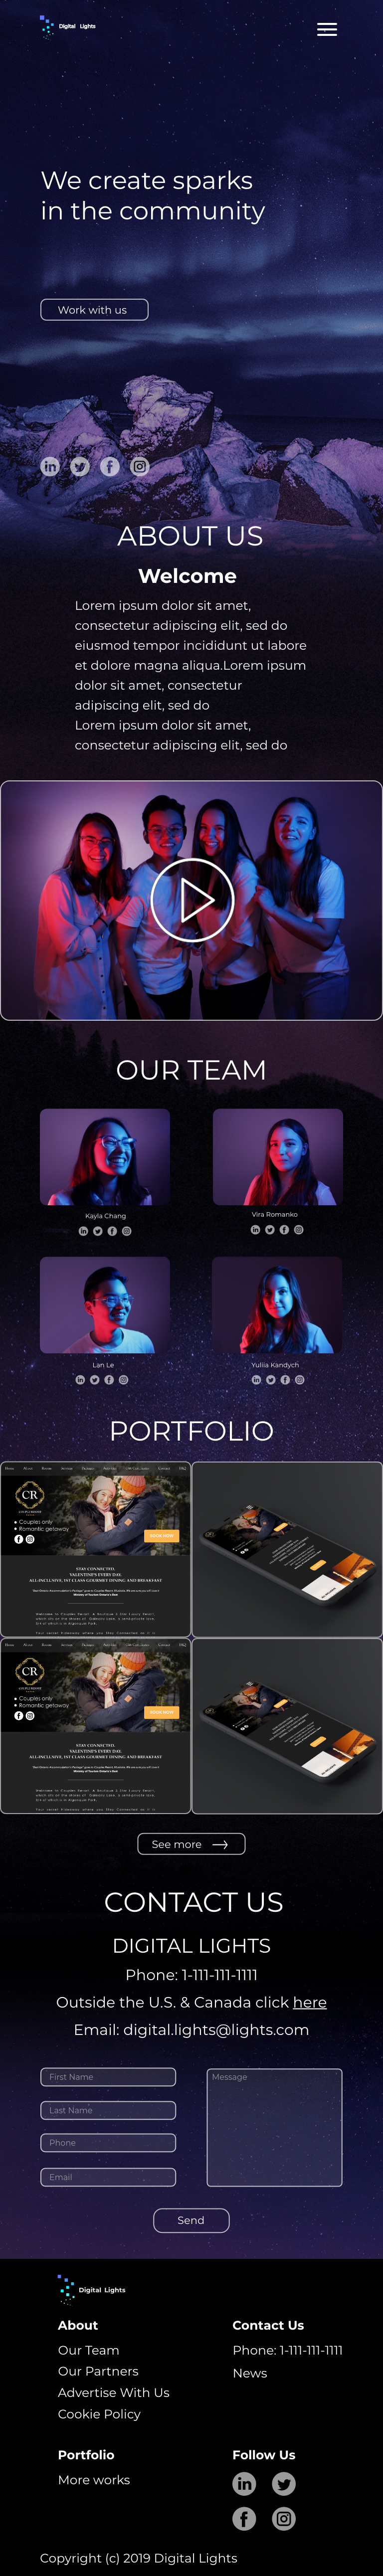 Digital Lights
We create sparks
in the community
Work with us
ABOUT US
Welcome
Lorem ipsum dolor sit amet,
consectetur adipiscing elit, sed do
eiusmod tempor incididunt ut labore
et dolore magna aliqua.Lorem ipsum
dolor sit amet, consectetur
adipiscing elit, sed do
Lorem ipsum dolor sit amet,
consectetur adipiscing elit, sed do
OUR TEAM
Kayla Chang
Vira Romanko
Lan Le
Yuliia Kandych
PORTFOLIO
CR
Couples only
Romantic getaway
BOOK NOW
STAY CONNECTED,
VALENTINE'S EVERY DAY.
ALL-INCLUSIVE, 1ST CLASS GOURMET DINING AND BREAKFAST
CR
Couples only
Romantic getaway
BOOK NOW
STAY CONNECTED,
VALENTINE'S EVERY DAY.
ALL-INCLUSIVE, 1ST CLASS GOURMET DINING AND BREAKFAST
See more
CONTACT US
DIGITAL LIGHTS
Phone: 1-111-111-1111
Outside the U.S. & Canada click here
Email: digital.lights@lights.com
First Name
Message
Last Name
Phone
Email
Send
Digital Lights
About
Our Team
Our Partners
Advertise With Us
Cookie Policy
Contact Us
Phone: 1-111-111-1111
News
Portfolio
More works
Follow Us
Copyright (c) 2019 Digital Lights